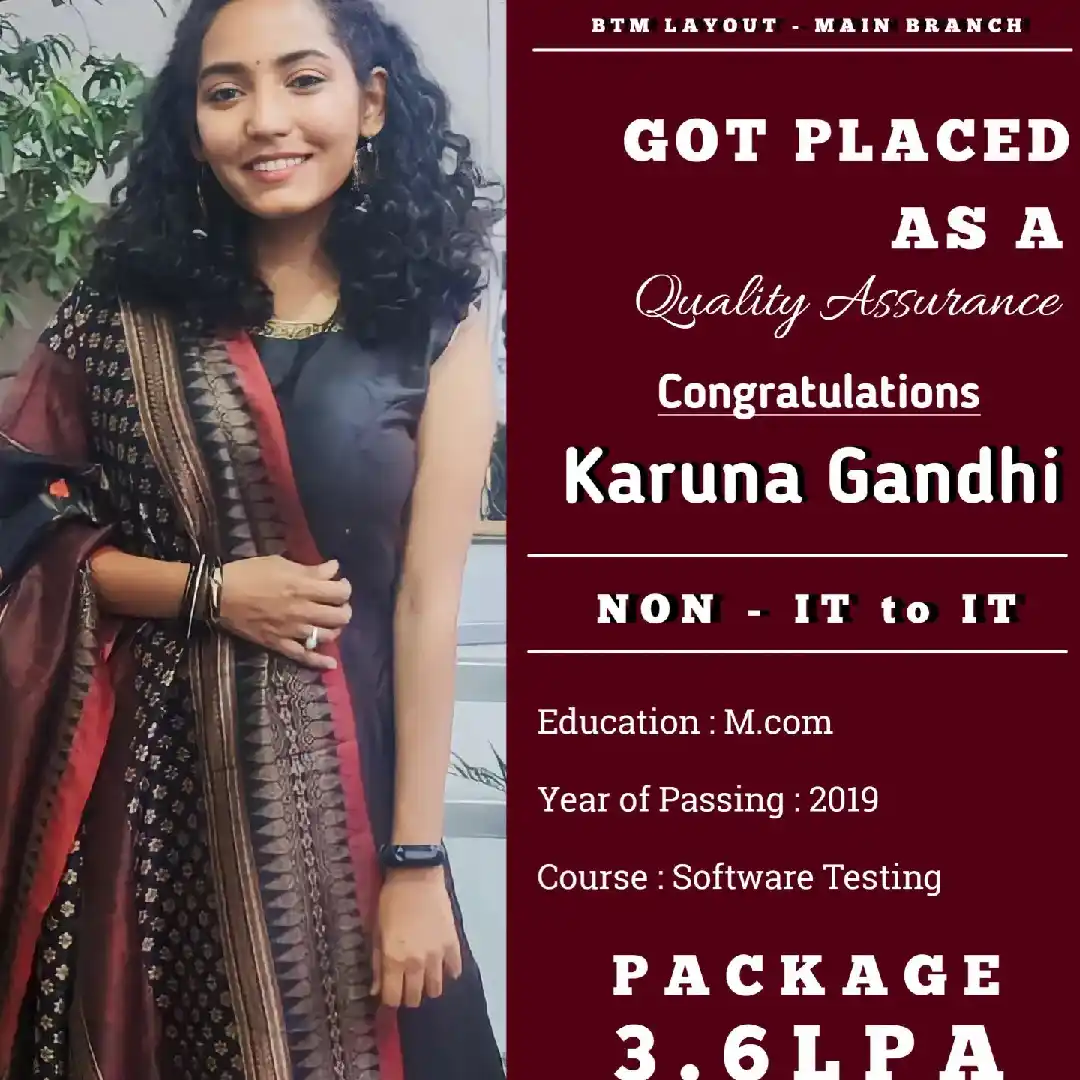 BTM LAYOUT - MAIN BRANCH
GOT PLACED
AS A
Quality Assurance
Congratulations
Karuna Gandhi
NON - IT to IT
Education : M.com
Year of Passing : 2019
Course : Software Testing
PACKAGE
3.6LPA